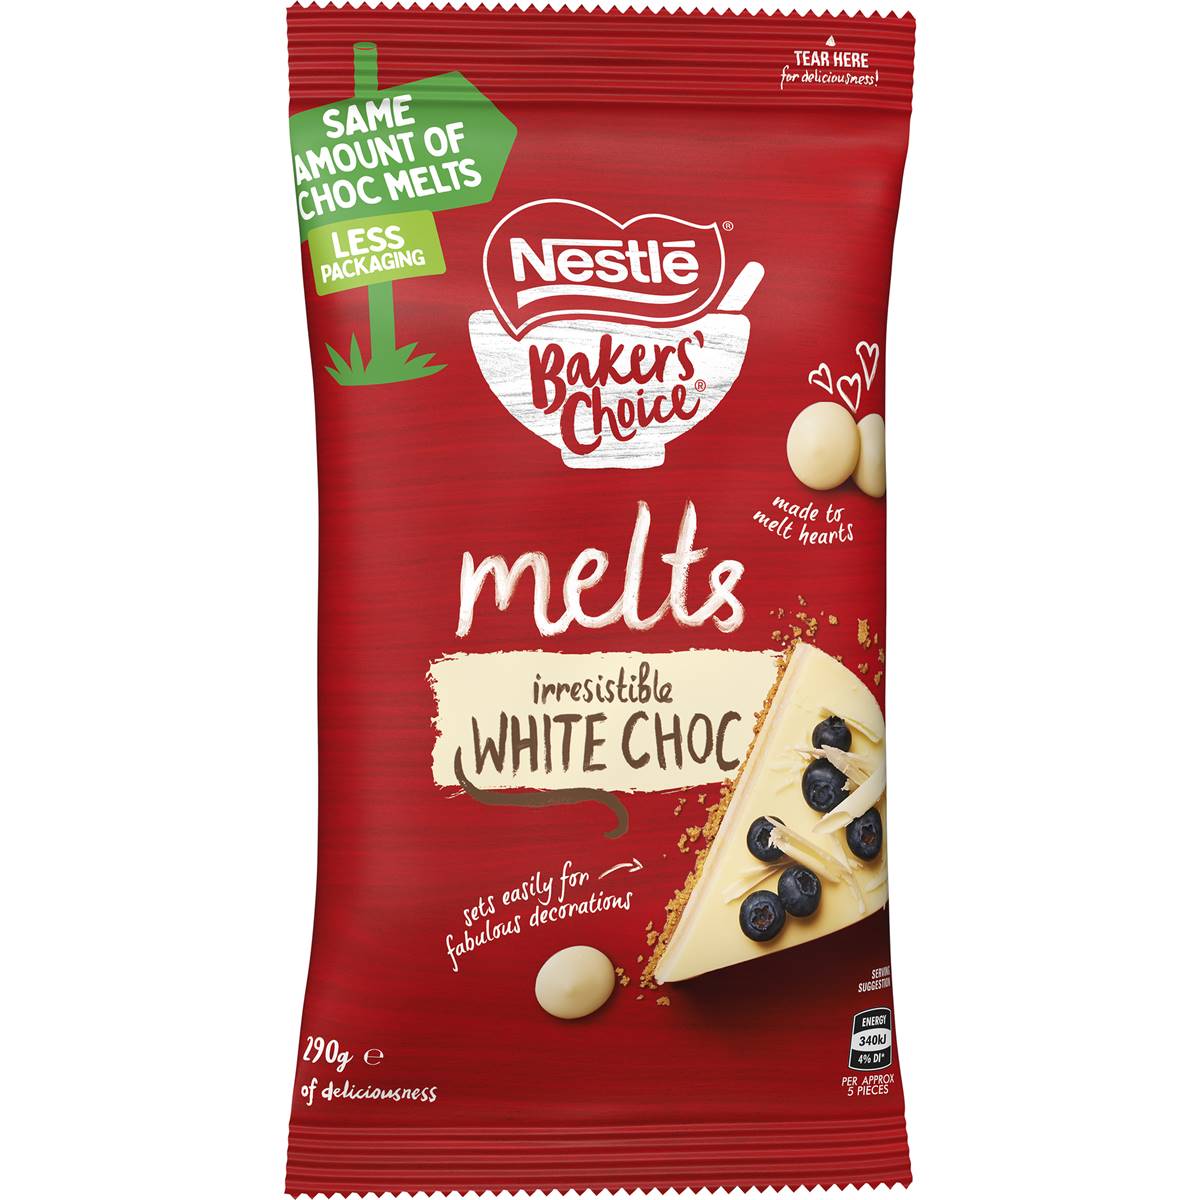 TEAR HERE
for deliciousness!
SAME
AMOUNT OF
CHOC MELTS
LESS
PACKAGING
Nestlé®
Bakers'
Choice®
made to
melt hearts
melts
irresistible
WHITE CHOC
sets easily for
fabulous decorations
SERVING
SUGGESTION
290g e
of deliciousness
ENERGY
340kJ
4% DI*
PER APPROX
5 PIECES